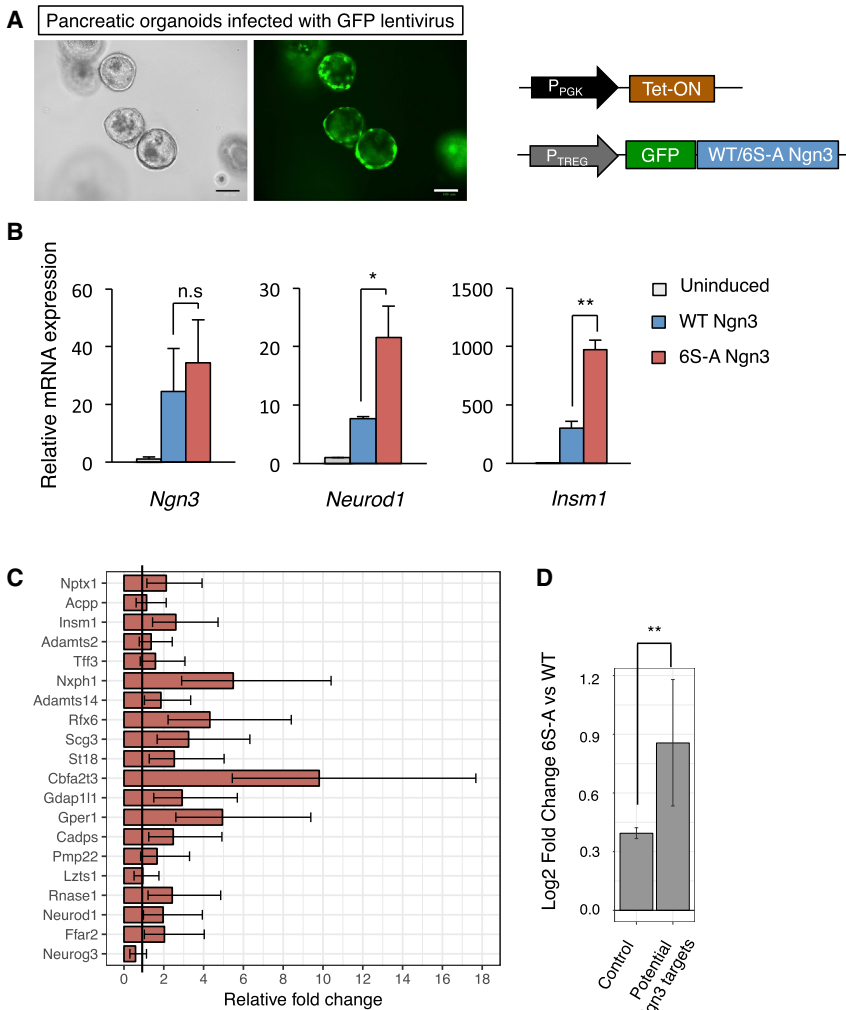 A
Pancreatic organoids infected with GFP lentivirus
P PGK
Tet-ON
P TREG
GFP
WT/6S-A Ngn3
B
Relative mRNA expression
60
40
20
0
n.s
Ngn3
30
20
10
0
*
Neurod1
1500
1000
500
0
**
Insm1
Uninduced
WT Ngn3
6S-A Ngn3
C
Nptx1
Acpp
Insm1
Adamts2
Tff3
Nxph1
Adamts14
Rfx6
Scg3
St18
Cbfa2t3
Gdap1l1
Gper1
Cadps
Pmp22
Lzts1
Rnase1
Neurod1
Ffar2
Neurog3
0 2 4 6 8 10 12 14 16 18
Relative fold change
D
Log2 Fold Change 6S-A vs WT
**
1.2
0.9
0.6
0.3
0.0
Control
Potential
gn3 targets